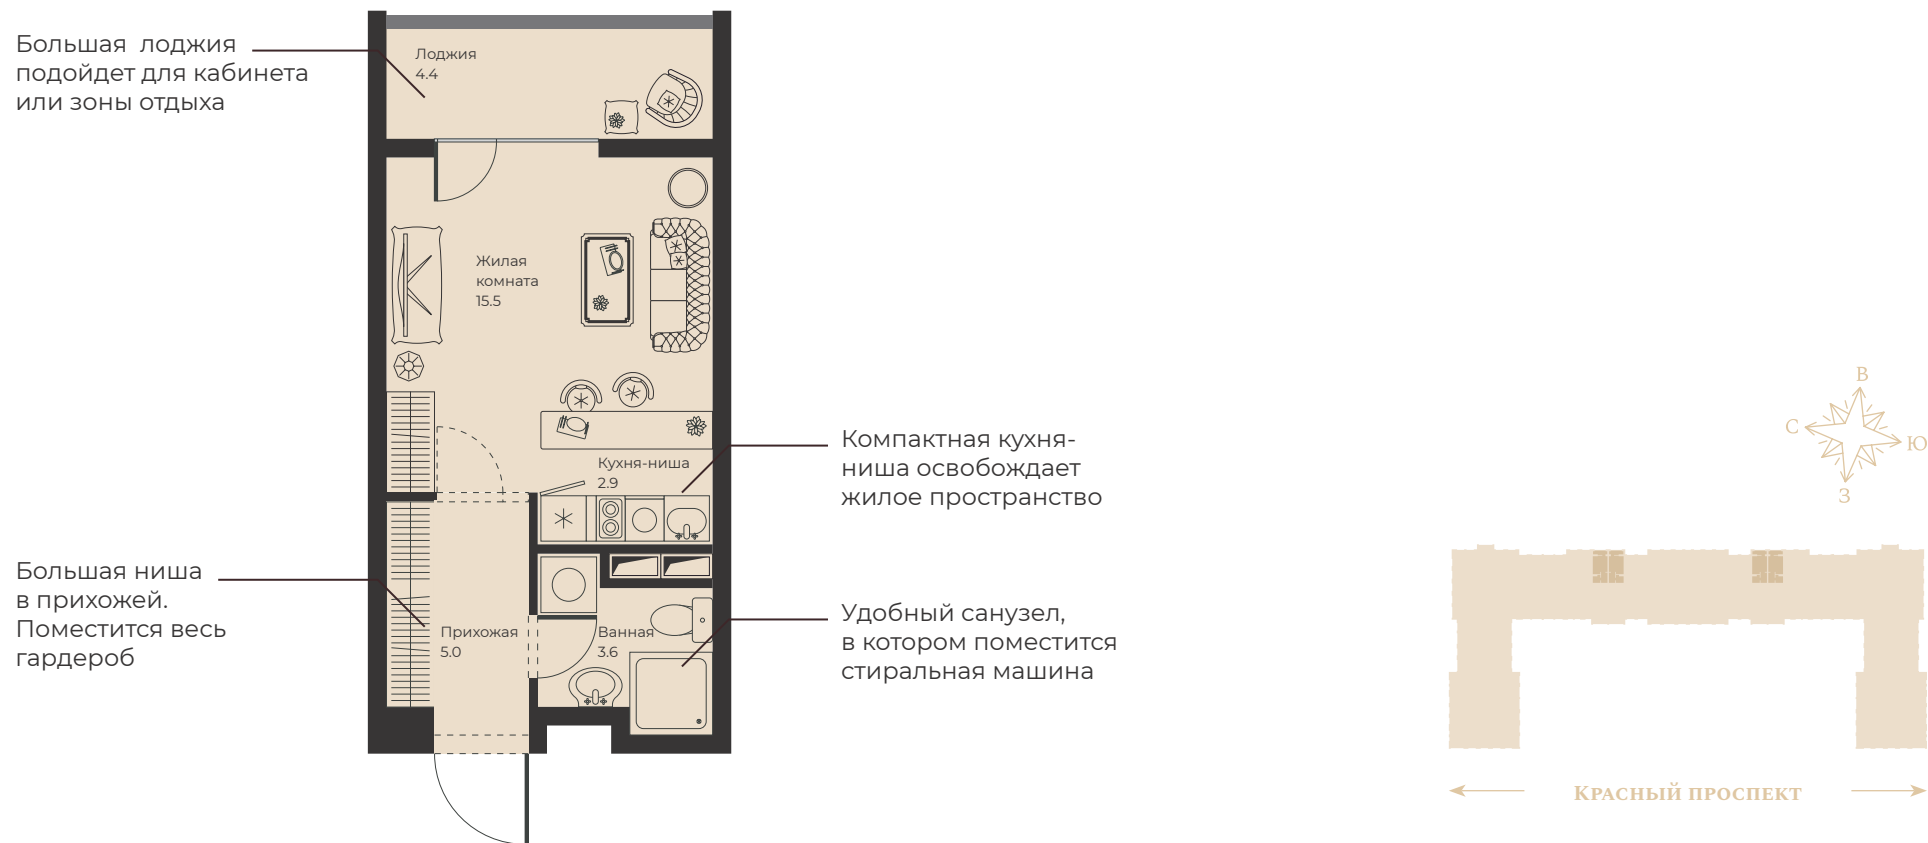 Большая лоджия
подойдет для кабинета
или зоны отдыха
Лоджия
4.4
Жилая
комната
15.5
Кухня-ниша
2.9
Компактная кухня-
ниша освобождает
жилое пространство
Большая ниша
в прихожей.
Поместится весь
гардероб
Прихожая
5.0
Ванная
3.6
Удобный санузел,
в котором поместится
стиральная машина
В
С
Ю
З
Красный проспект